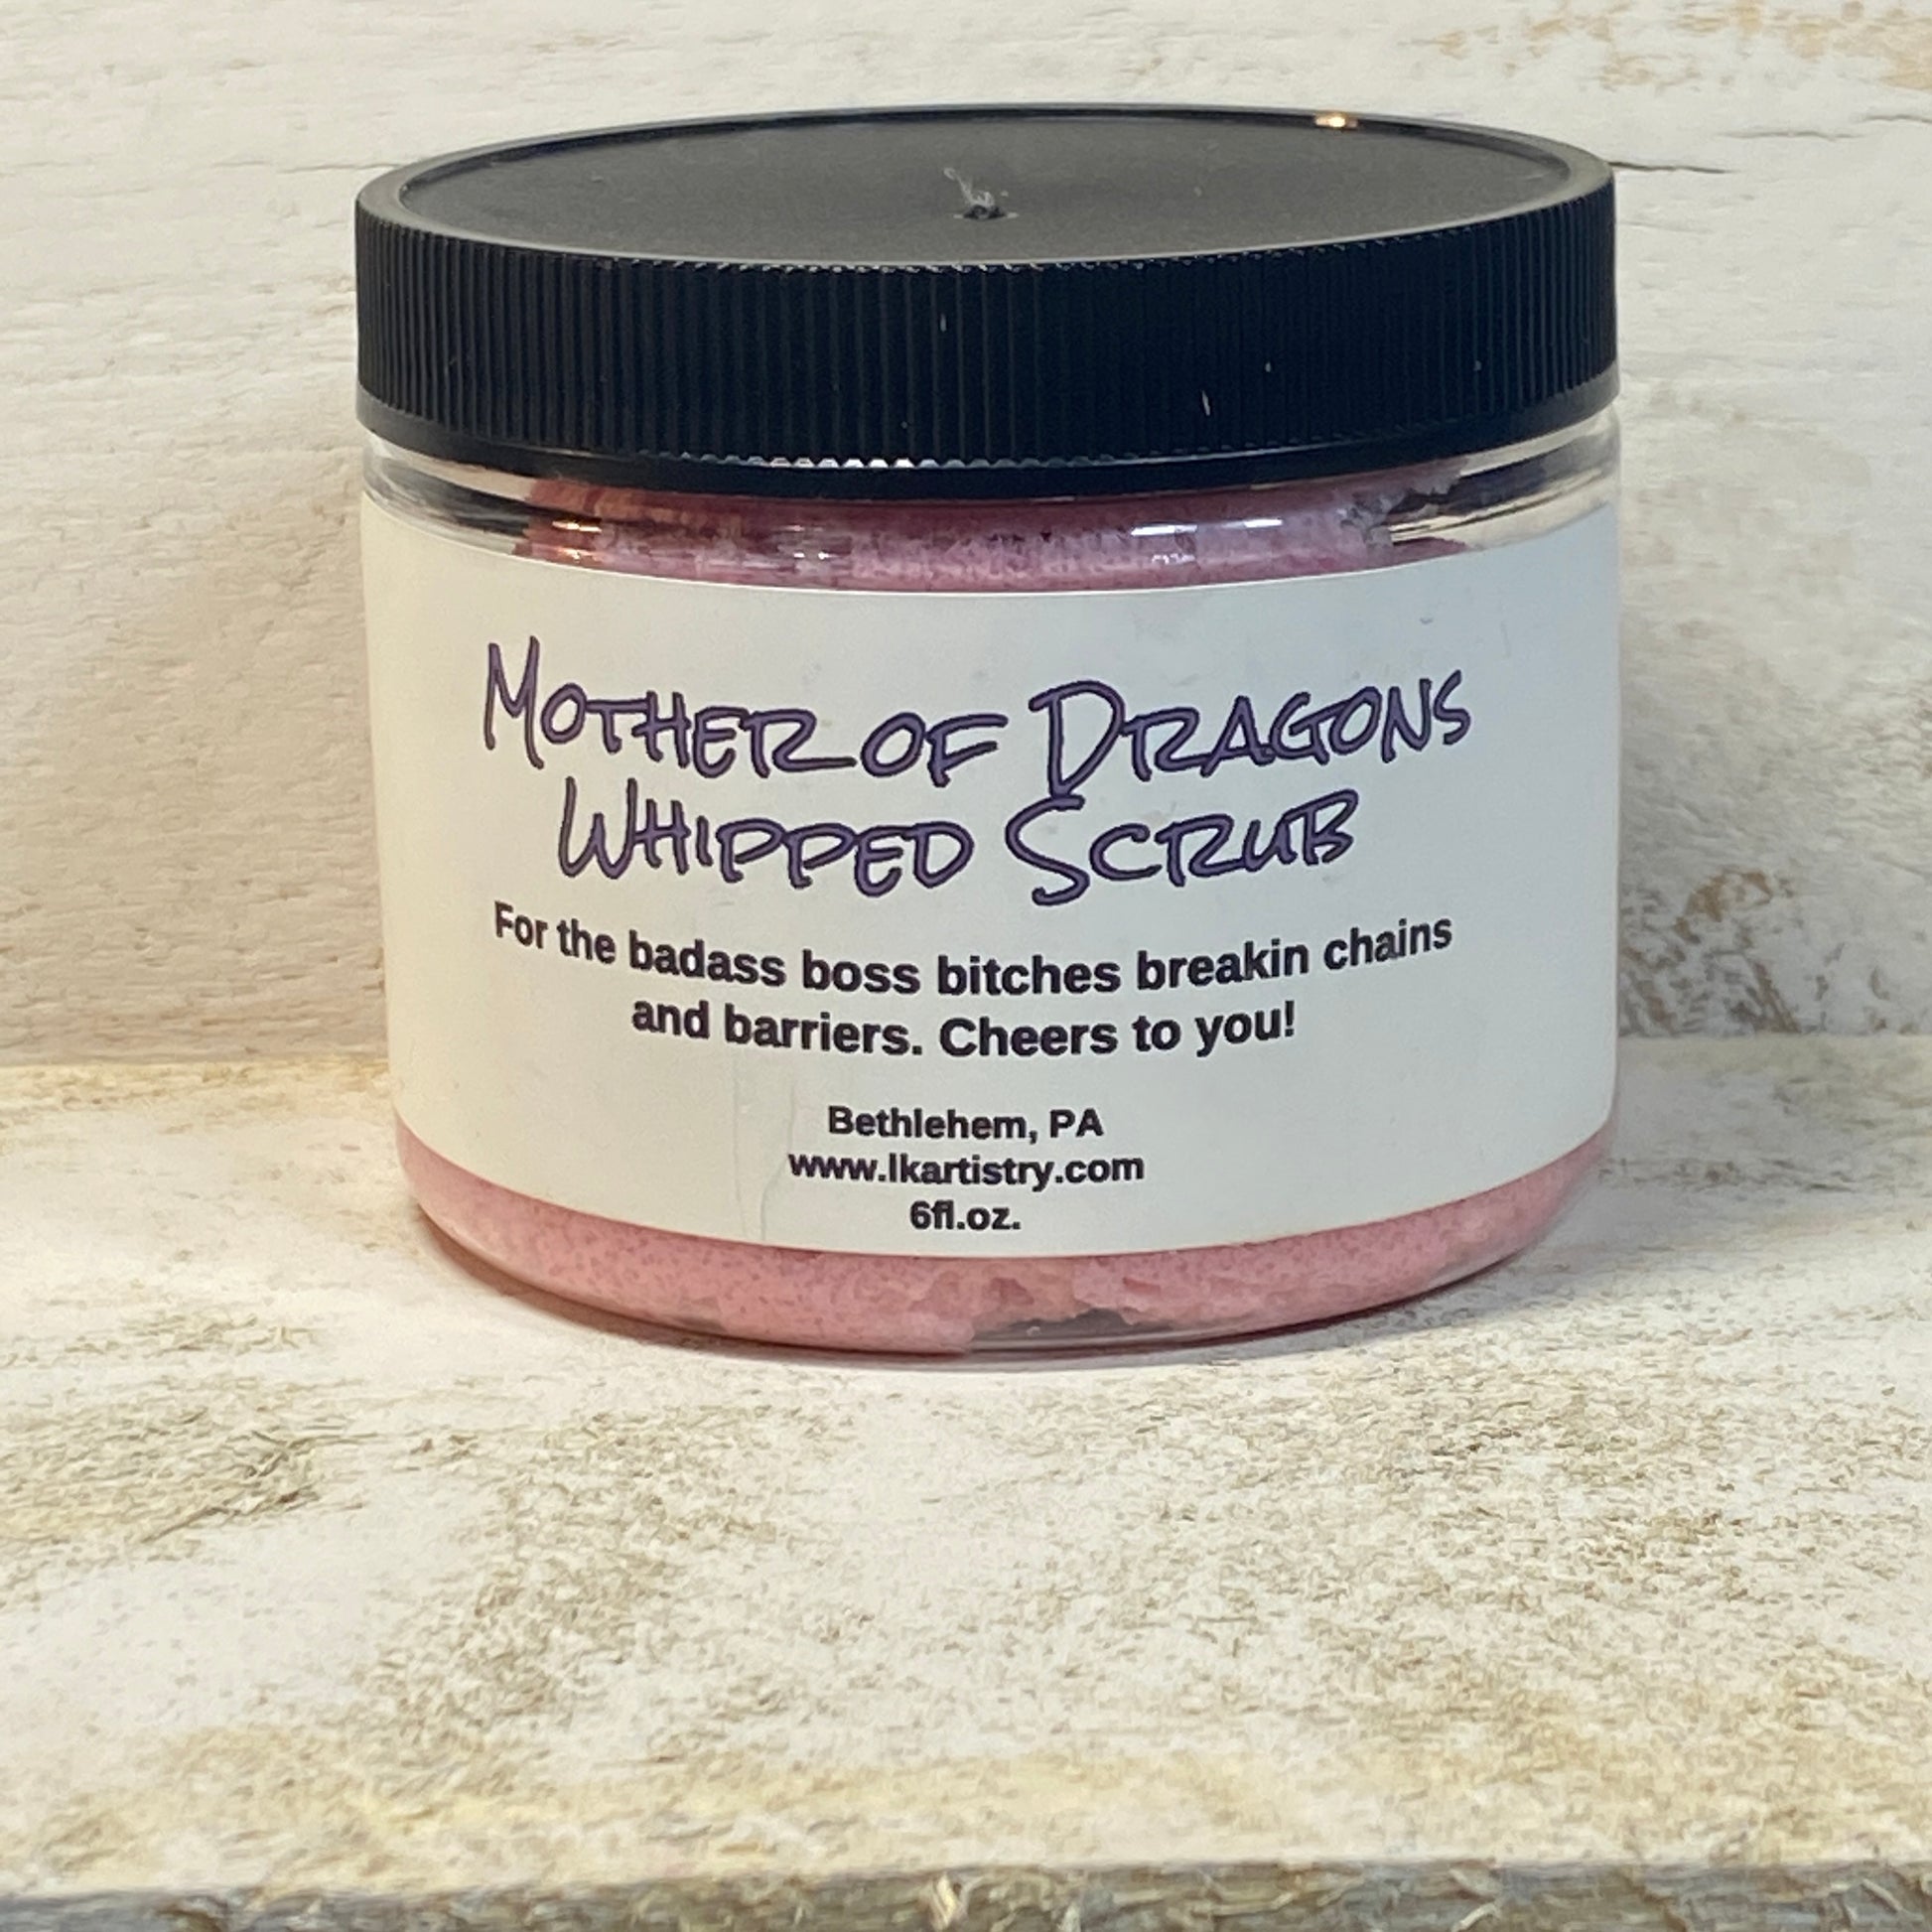 Mother of Dragons
Whipped Scrub
For the badass boss bitches breakin chains
and barriers. Cheers to you!
Bethlehem, PA
www.lkartistry.com
6fl.oz.